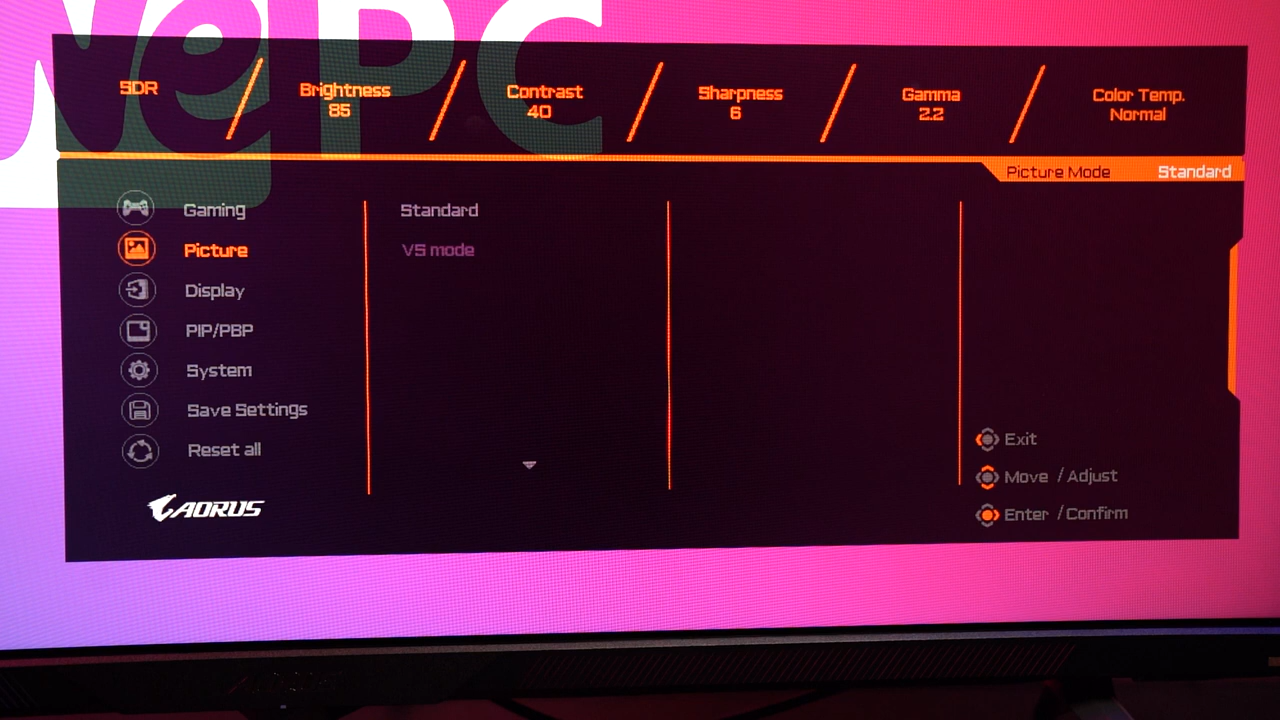 WePC
SDR
Brightness
85
Contrast
40
Sharpness
6
Gamma
2.2
Color Temp.
Normal
Picture Mode Standard
Gaming
Picture
Display
PIP/PBP
System
Save Settings
Reset all
Standard
VS mode
Exit
Move / Adjust
Enter / Confirm
AORUS